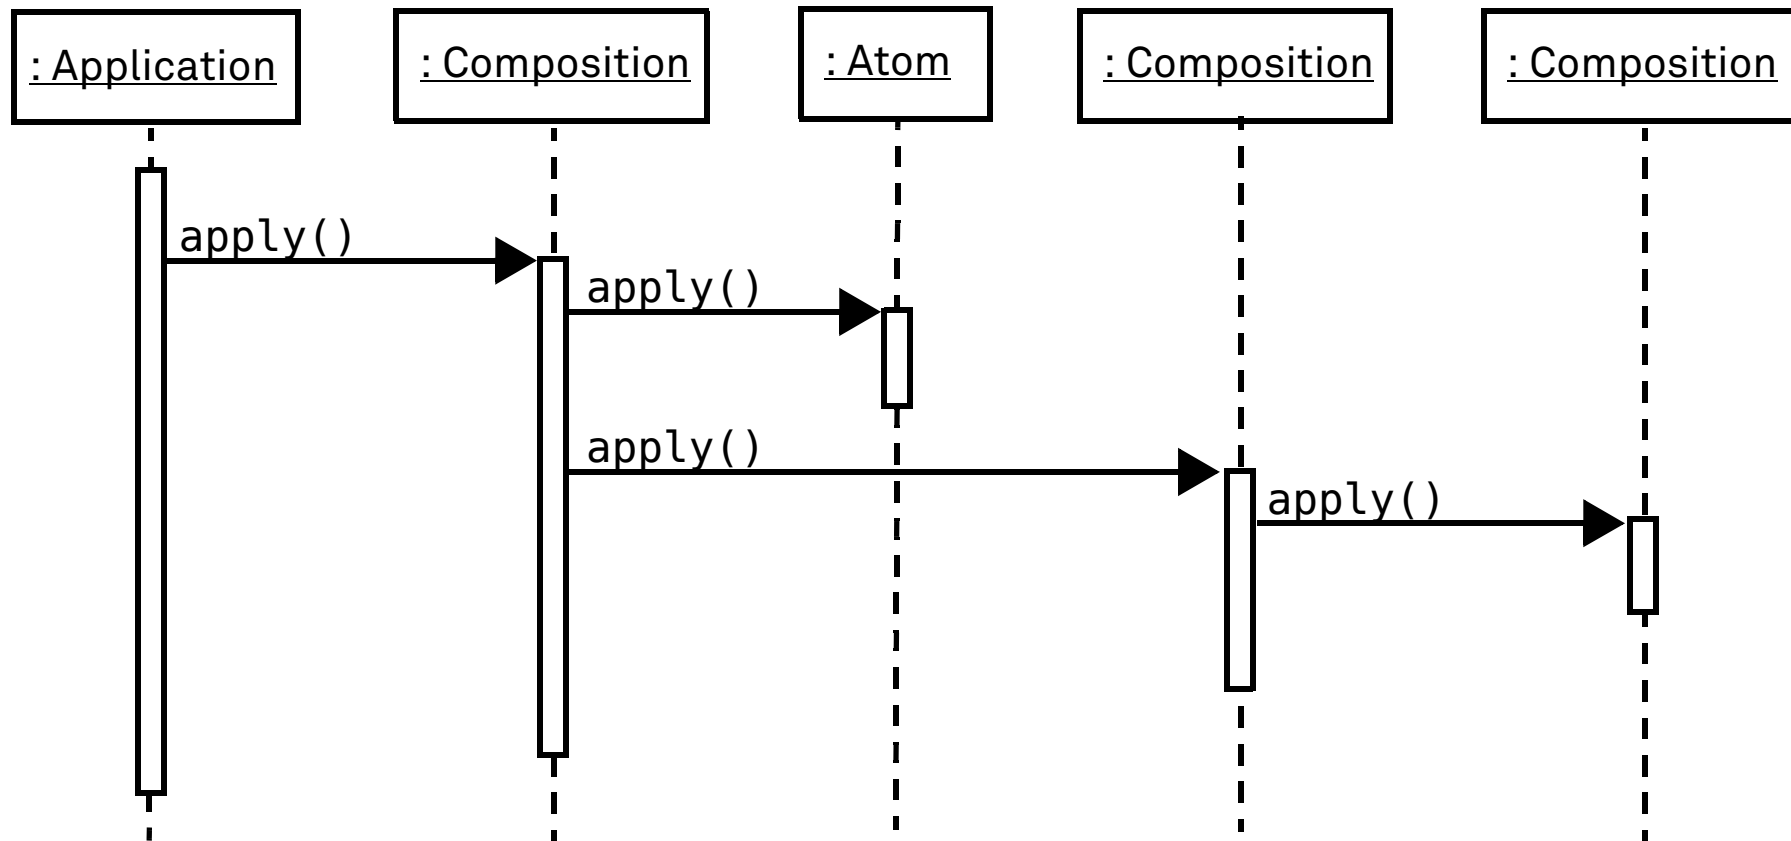 : Application
: Composition
: Atom
: Composition
: Composition
apply()
apply()
apply()
apply()